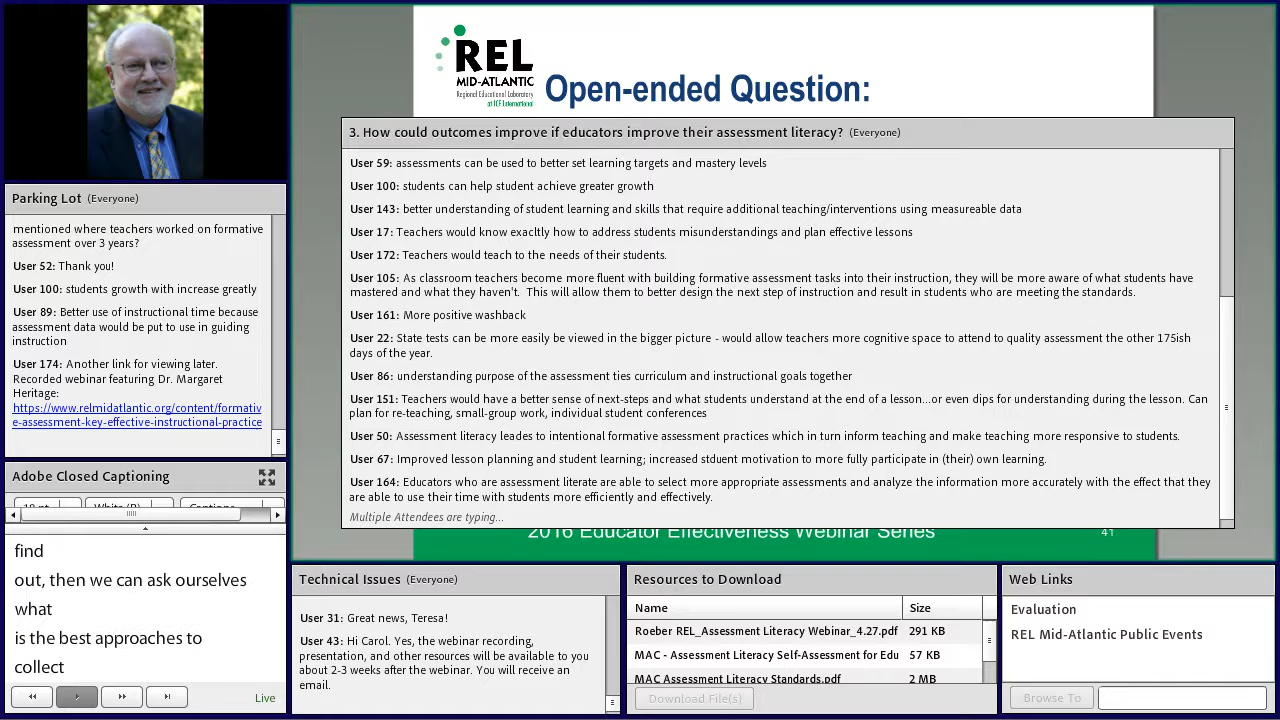 REL
MID-ATLANTIC
Regional Educational Laboratory
at ICF International
Open-ended Question:
3. How could outcomes improve if educators improve their assessment literacy? (Everyone)
User 59: assessments can be used to better set learning targets and mastery levels
User 100: students can help student achieve greater growth
User 143: better understanding of student learning and skills that require additional teaching/interventions using measureable data
User 17: Teachers would know exacltly how to address students misunderstandings and plan effective lessons
User 172: Teachers would teach to the needs of their students.
User 105: As classroom teachers become more fluent with building formative assessment tasks into their instruction, they will be more aware of what students have
mastered and what they haven't. This will allow them to better design the next step of instruction and result in students who are meeting the standards.
User 161: More positive washback
User 22: State tests can be more easily be viewed in the bigger picture - would allow teachers more cognitive space to attend to quality assessment the other 175ish
days of the year.
User 86: understanding purpose of the assessment ties curriculum and instructional goals together
User 151: Teachers would have a better sense of next-steps and what students understand at the end of a lesson...or even dips for understanding during the lesson. Can
plan for re-teaching, small-group work, individual student conferences
User 50: Assessment literacy leads to intentional formative assessment practices which in turn inform teaching and make teaching more responsive to students.
User 67: Improved lesson planning and student learning; increased stduent motivation to more fully participate in (their) own learning.
User 164: Educators who are assessment literate are able to select more appropriate assessments and analyze the information more accurately with the effect that they
are able to use their time with students more efficiently and effectively.
Multiple Attendees are typing...
2016 Educator Effectiveness Webinar Series
41
Parking Lot (Everyone)
mentioned where teachers worked on formative
assessment over 3 years?
User 52: Thank you!
User 100: students growth with increase greatly
User 89: Better use of instructional time because
assessment data would be put to use in guiding
instruction
User 174: Another link for viewing later.
Recorded webinar featuring Dr. Margaret
Heritage:
https://www.relmidatlantic.org/content/formativ
e-assessment-key-effective-instructional-practice
Adobe Closed Captioning
find
out, then we can ask ourselves
what
is the best approaches to
collect
Live
Technical Issues (Everyone)
User 31: Great news, Teresa!
User 43: Hi Carol. Yes, the webinar recording,
presentation, and other resources will be available to you
about 2-3 weeks after the webinar. You will receive an
email.
Resources to Download
Name Size
Roeber REL_Assessment Literacy Webinar_4.27.pdf 291 KB
MAC - Assessment Literacy Self-Assessment for Edu 57 KB
MAC Assessment Literacy Standards.pdf 2 MB
Download File(s)
Web Links
Evaluation
REL Mid-Atlantic Public Events
Browse To